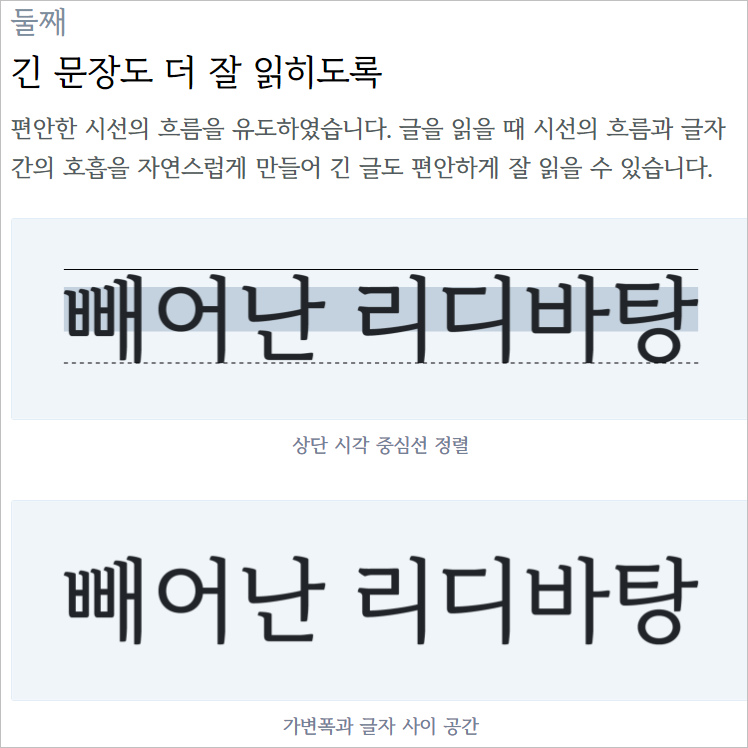 둘째
긴 문장도 더 잘 읽히도록
편안한 시선의 흐름을 유도하였습니다. 글을 읽을 때 시선의 흐름과 글자
간의 호흡을 자연스럽게 만들어 긴 글도 편안하게 잘 읽을 수 있습니다.
빼어난 리디바탕
상단 시각 중심선 정렬
빼어난 리디바탕
가변폭과 글자 사이 공간